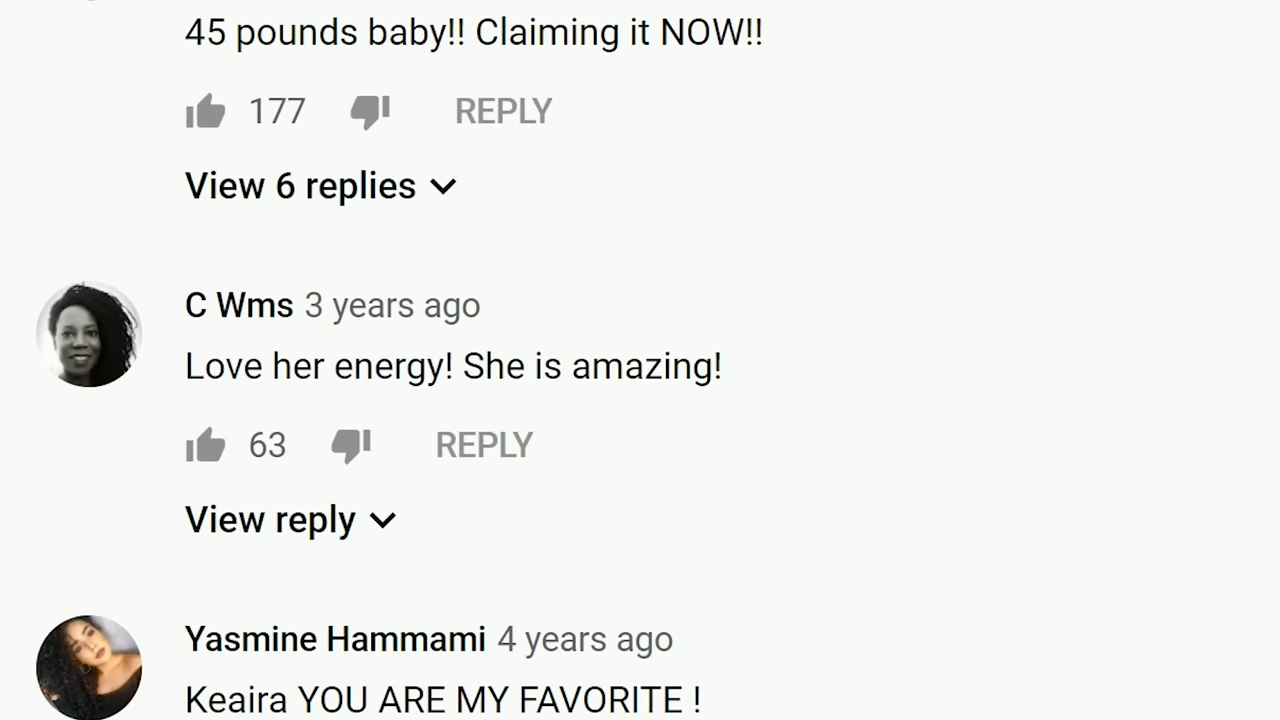 45 pounds baby!! Claiming it NOW!!
177 REPLY
View 6 replies
C Wms 3 years ago
Love her energy! She is amazing!
63 REPLY
View reply
Yasmine Hammami 4 years ago
Keaira YOU ARE MY FAVORITE !